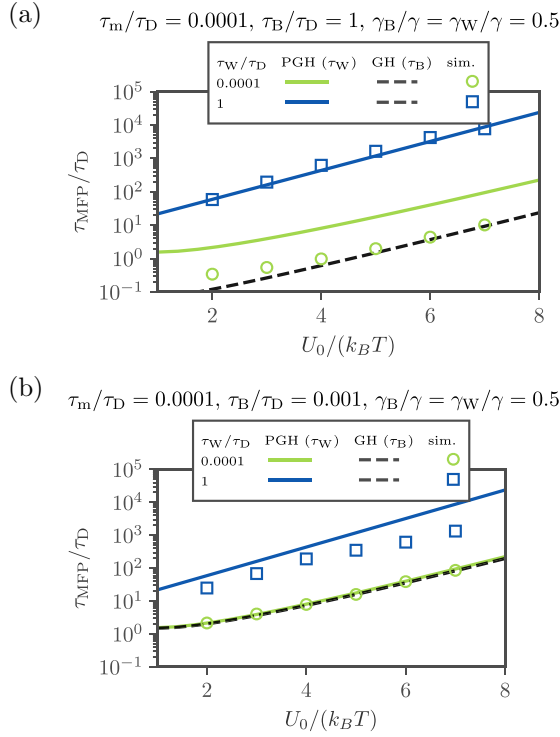 (a)
τm/τD = 0.0001, τB/τD = 1, γB/γ = γW/γ = 0.5
τW/τD PGH (τW) GH (τB) sim.
0.0001
1
10^5
10^4
10^3
10^2
10^1
10^0
10^−1
τMFP/τD
2 4 6 8
U0/(kBT)
(b)
τm/τD = 0.0001, τB/τD = 0.001, γB/γ = γW/γ = 0.5
τW/τD PGH (τW) GH (τB) sim.
0.0001
1
10^5
10^4
10^3
10^2
10^1
10^0
10^−1
τMFP/τD
2 4 6 8
U0/(kBT)